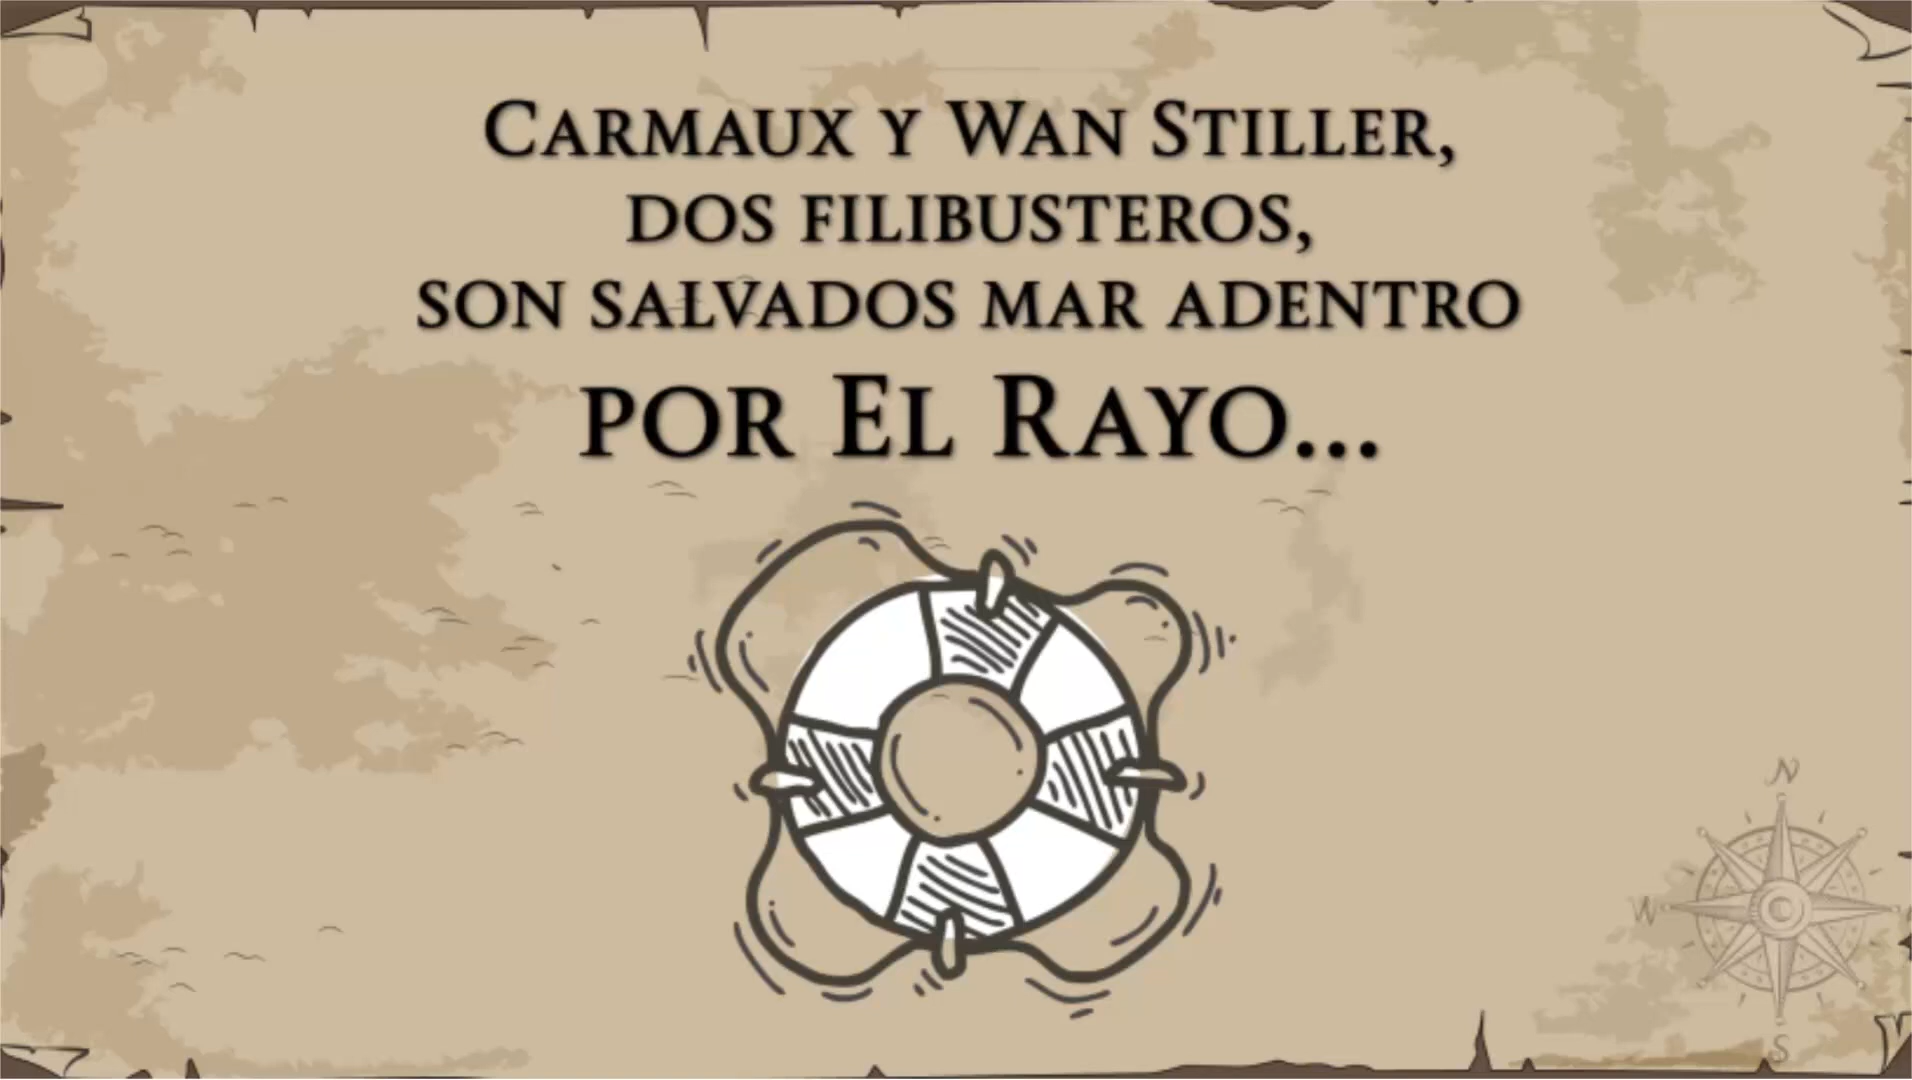 Carmaux y Wan Stiller,
dos filibusteros,
son salvados mar adentro
por El Rayo...
N
W
S